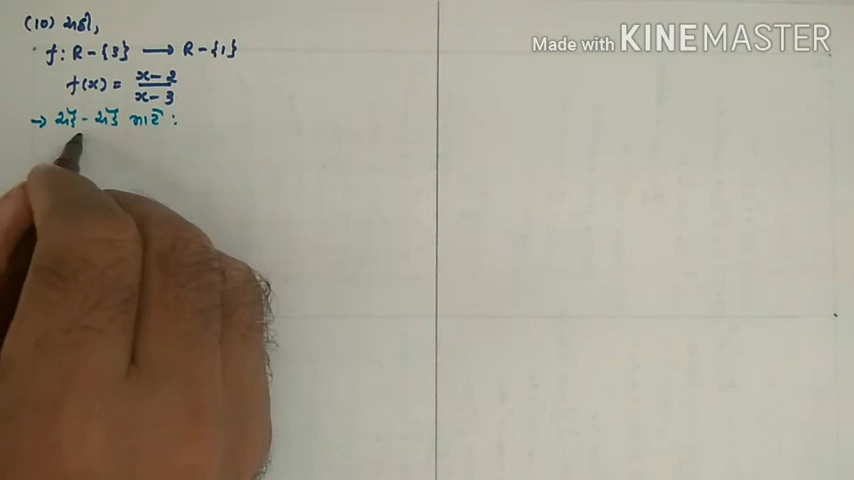 (10) અહીં,
f : R - {3} ⟶ R - {1}
f(x) = x-2 / x-3
→ એક-એક માટે :
Made with KINEMASTER